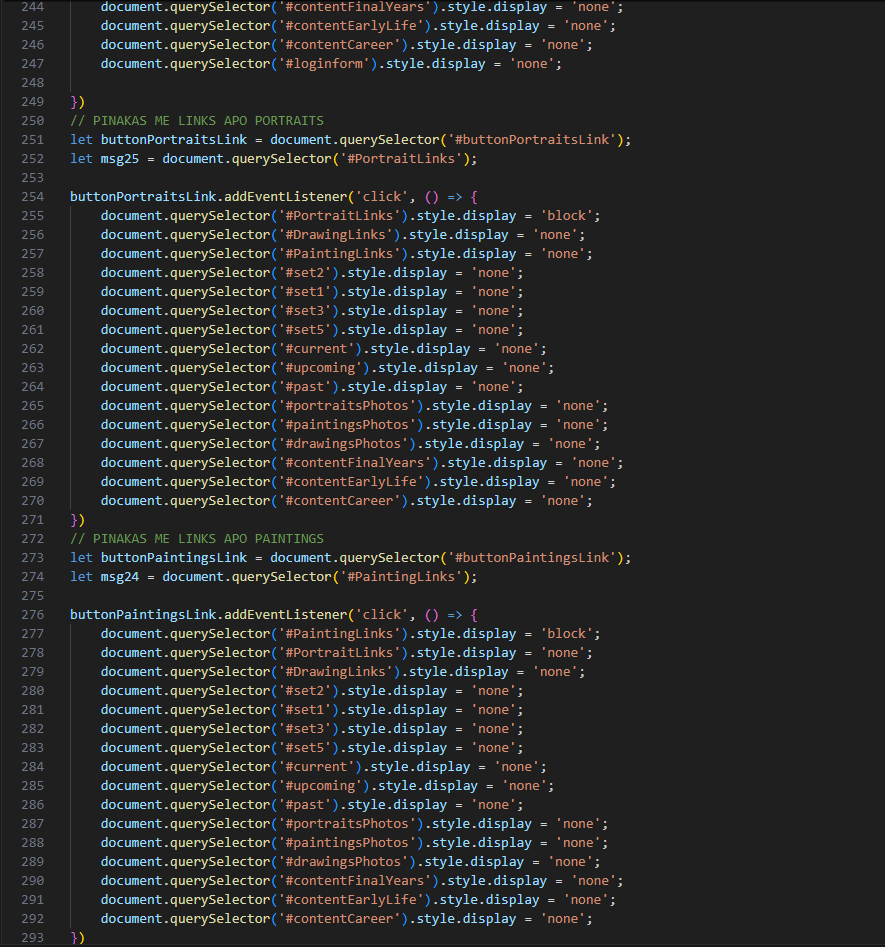 244 document.querySelector('#contentFinalYears').style.display = 'none';
245 document.querySelector('#contentEarlyLife').style.display = 'none';
246 document.querySelector('#contentCareer').style.display = 'none';
247 document.querySelector('#loginform').style.display = 'none';
248
249 })
250 // PINAKAS ME LINKS APO PORTRAITS
251 let buttonPortraitsLink = document.querySelector('#buttonPortraitsLink');
252 let msg25 = document.querySelector('#PortraitLinks');
253
254 buttonPortraitsLink.addEventListener('click', () => {
255 document.querySelector('#PortraitLinks').style.display = 'block';
256 document.querySelector('#DrawingLinks').style.display = 'none';
257 document.querySelector('#PaintingLinks').style.display = 'none';
258 document.querySelector('#set2').style.display = 'none';
259 document.querySelector('#set1').style.display = 'none';
260 document.querySelector('#set3').style.display = 'none';
261 document.querySelector('#set5').style.display = 'none';
262 document.querySelector('#current').style.display = 'none';
263 document.querySelector('#upcoming').style.display = 'none';
264 document.querySelector('#past').style.display = 'none';
265 document.querySelector('#portraitsPhotos').style.display = 'none';
266 document.querySelector('#paintingsPhotos').style.display = 'none';
267 document.querySelector('#drawingsPhotos').style.display = 'none';
268 document.querySelector('#contentFinalYears').style.display = 'none';
269 document.querySelector('#contentEarlyLife').style.display = 'none';
270 document.querySelector('#contentCareer').style.display = 'none';
271 })
272 // PINAKAS ME LINKS APO PAINTINGS
273 let buttonPaintingsLink = document.querySelector('#buttonPaintingsLink');
274 let msg24 = document.querySelector('#PaintingLinks');
275
276 buttonPaintingsLink.addEventListener('click', () => {
277 document.querySelector('#PaintingLinks').style.display = 'block';
278 document.querySelector('#PortraitLinks').style.display = 'none';
279 document.querySelector('#DrawingLinks').style.display = 'none';
280 document.querySelector('#set2').style.display = 'none';
281 document.querySelector('#set1').style.display = 'none';
282 document.querySelector('#set3').style.display = 'none';
283 document.querySelector('#set5').style.display = 'none';
284 document.querySelector('#current').style.display = 'none';
285 document.querySelector('#upcoming').style.display = 'none';
286 document.querySelector('#past').style.display = 'none';
287 document.querySelector('#portraitsPhotos').style.display = 'none';
288 document.querySelector('#paintingsPhotos').style.display = 'none';
289 document.querySelector('#drawingsPhotos').style.display = 'none';
290 document.querySelector('#contentFinalYears').style.display = 'none';
291 document.querySelector('#contentEarlyLife').style.display = 'none';
292 document.querySelector('#contentCareer').style.display = 'none';
293 })